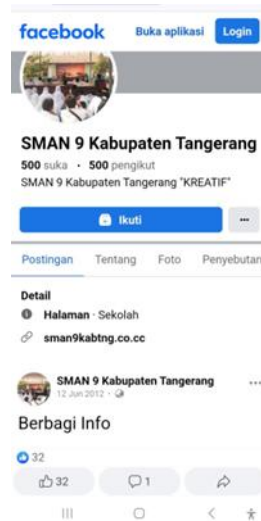 facebook Buka aplikasi Login
SMAN 9 Kabupaten Tangerang
500 suka · 500 pengikut
SMAN 9 Kabupaten Tangerang "KREATIF"
Ikuti
Postingan Tentang Foto Penyebutan
Detail
Halaman · Sekolah
sman9kabtng.co.cc
SMAN 9 Kabupaten Tangerang
12 Jun 2012 ·
Berbagi Info
32
32 1